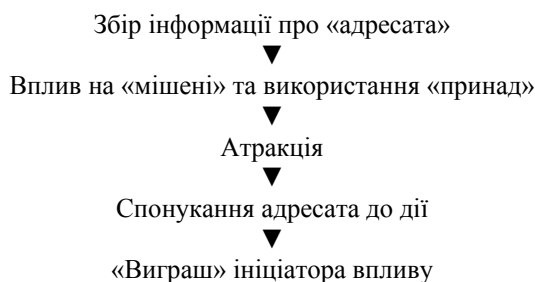 Збір інформації про «адресата»
▼
Вплив на «мішені» та використання «принад»
▼
Атракція
▼
Спонукання адресата до дії
▼
«Виграш» ініціатора впливу